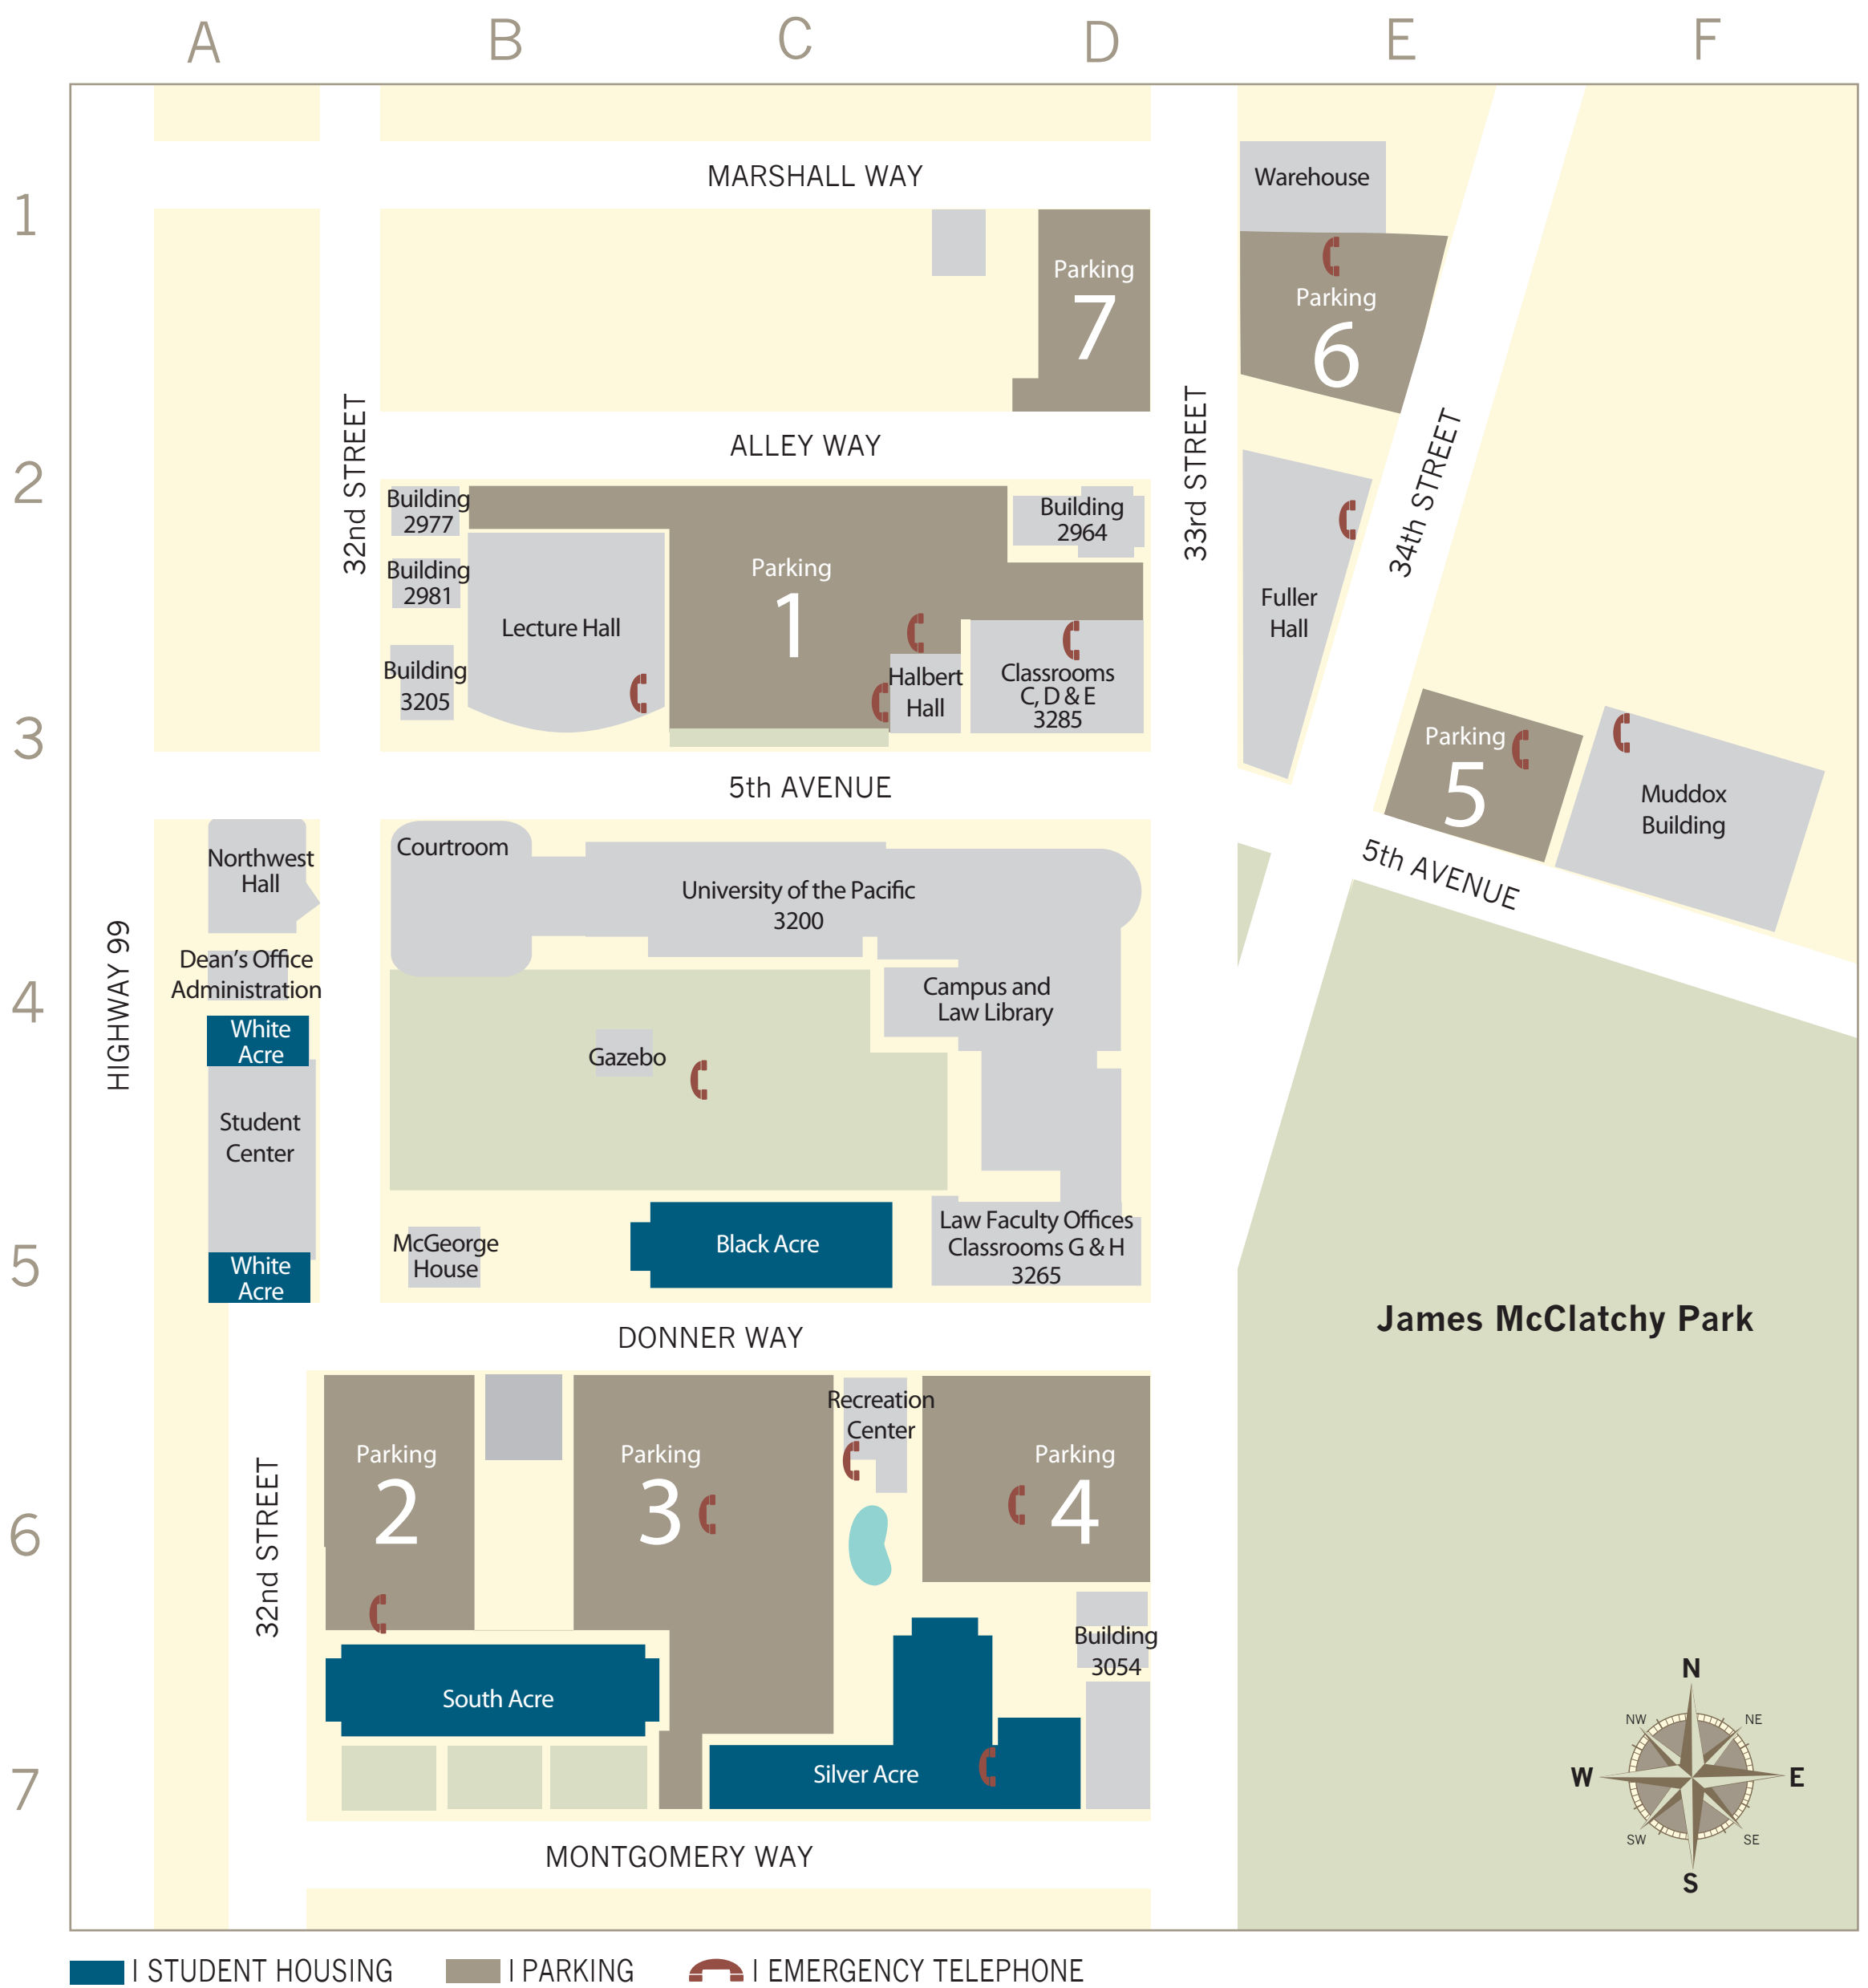 A B C D E F
1
2
3
4
5
6
7
MARSHALL WAY
Warehouse
Parking
7
Parking
6
32nd STREET
ALLEY WAY
33rd STREET
34th STREET
Building
2977
Building
2981
Building
3205
Lecture Hall
Parking
1
Building
2964
Halbert
Hall
Classrooms
C, D & E
3285
Fuller
Hall
Parking
5
Muddox
Building
5th AVENUE
5th AVENUE
HIGHWAY 99
Northwest
Hall
Dean's Office
Administration
White
Acre
Student
Center
White
Acre
Courtroom
University of the Pacific
3200
Campus and
Law Library
Gazebo
McGeorge
House
Black Acre
Law Faculty Offices
Classrooms G & H
3265
James McClatchy Park
DONNER WAY
32nd STREET
Parking
2
Parking
3
Recreation
Center
Parking
4
South Acre
Silver Acre
Building
3054
MONTGOMERY WAY
N
NW NE
W E
SW SE
S
I STUDENT HOUSING
I PARKING
I EMERGENCY TELEPHONE